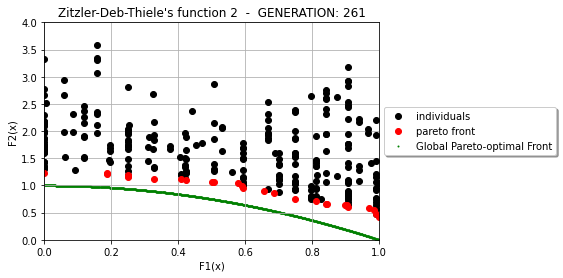 Zitzler-Deb-Thiele's function 2 - GENERATION: 261
4.0
3.5
3.0
2.5
2.0
1.5
1.0
0.5
0.0
F2(x)
0.0 0.2 0.4 0.6 0.8 1.0
F1(x)
individuals
pareto front
Global Pareto-optimal Front